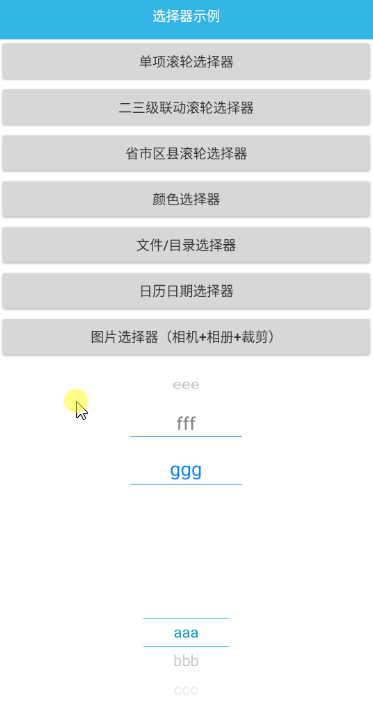 选择器示例
单项滚轮选择器
二三级联动滚轮选择器
省市区县滚轮选择器
颜色选择器
文件/目录选择器
日历日期选择器
图片选择器（相机+相册+裁剪）
eee
fff
ggg
aaa
bbb
ccc